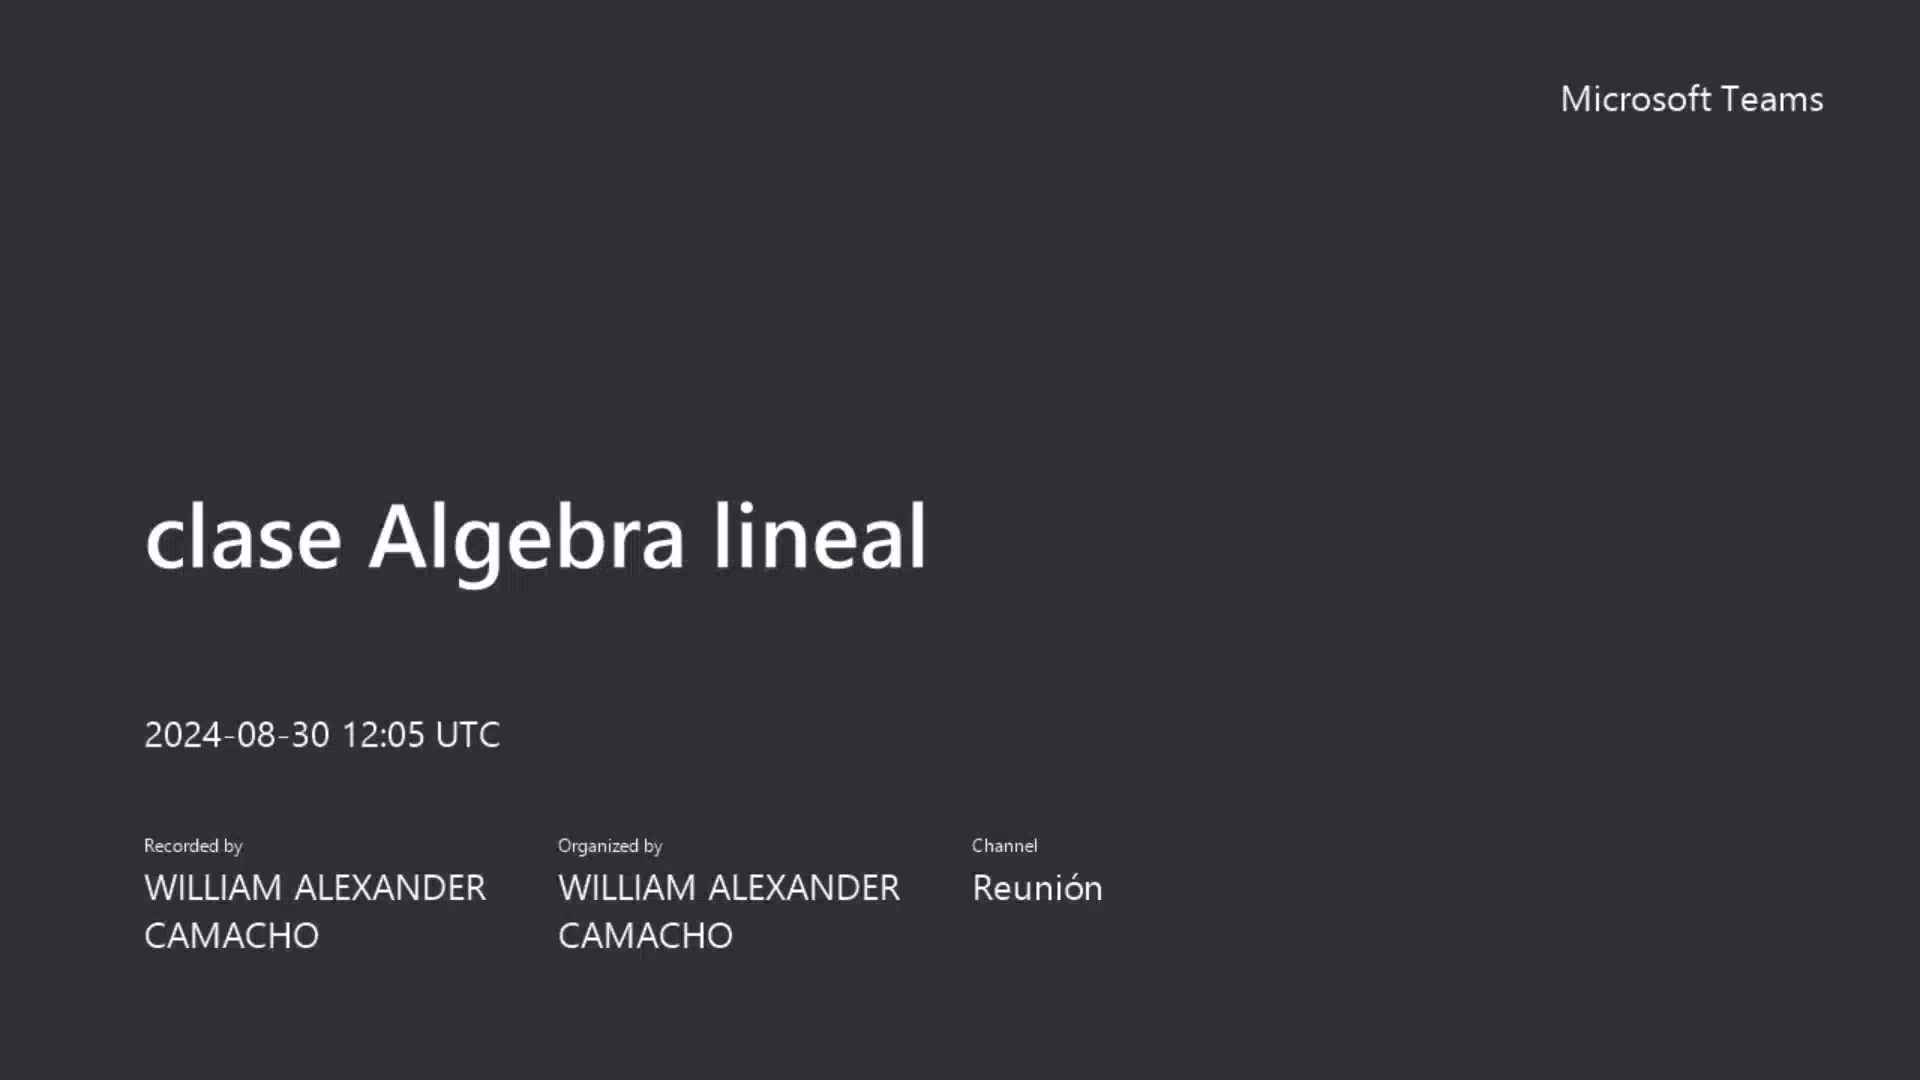 Microsoft Teams
clase Algebra lineal
2024-08-30 12:05 UTC
Recorded by
WILLIAM ALEXANDER
CAMACHO
Organized by
WILLIAM ALEXANDER
CAMACHO
Channel
Reunión